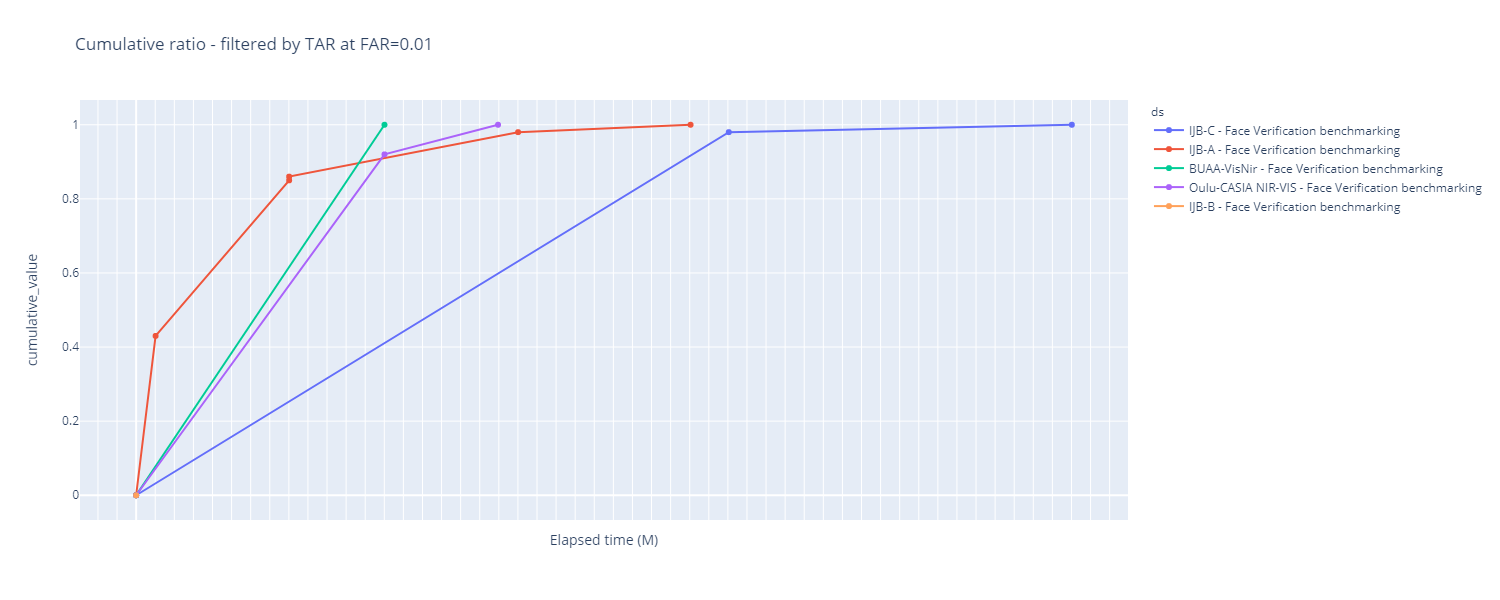 Cumulative ratio - filtered by TAR at FAR=0.01
cumulative_value
1
0.8
0.6
0.4
0.2
0
Elapsed time (M)
ds
IJB-C - Face Verification benchmarking
IJB-A - Face Verification benchmarking
BUAA-VisNir - Face Verification benchmarking
Oulu-CASIA NIR-VIS - Face Verification benchmarking
IJB-B - Face Verification benchmarking